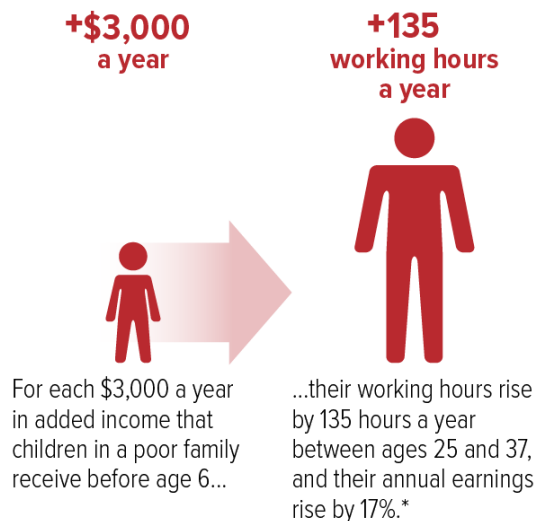 +$3,000
a year
+135
working hours
a year
For each $3,000 a year
in added income that
children in a poor family
receive before age 6...
...their working hours rise
by 135 hours a year
between ages 25 and 37,
and their annual earnings
rise by 17%.*